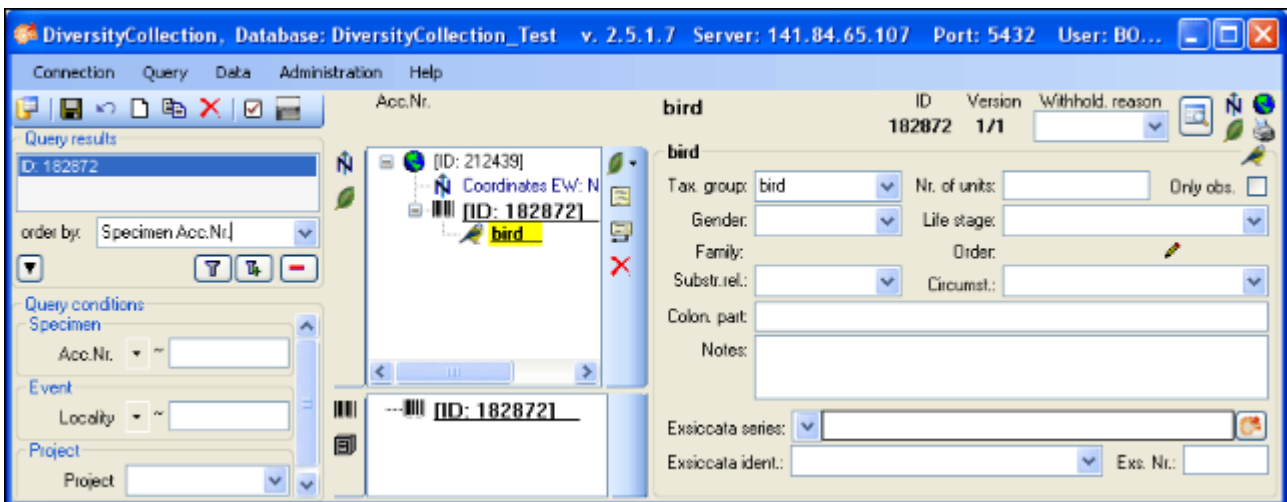 DiversityCollection, Database: DiversityCollection_Test v. 2.5.1.7 Server: 141.84.65.107 Port: 5432 User: BO...
Connection Query Data Administration Help
Acc.Nr. bird ID Version Withhold. reason
182872 1/1
Query results
ID: 182872
order by: Specimen Acc.Nr.
Query conditions
Specimen
Acc.Nr. ~
Event
Locality ~
Project
Project
[ID: 212439]
Coordinates EW: N
[ID: 182872]
bird
[ID: 182872]
bird
Tax. group: bird Nr. of units: Only obs.
Gender: Life stage:
Family: Order:
Substr.rel.: Circumst.:
Colon. part:
Notes:
Exsiccata series:
Exsiccata ident.: Exs. Nr.: